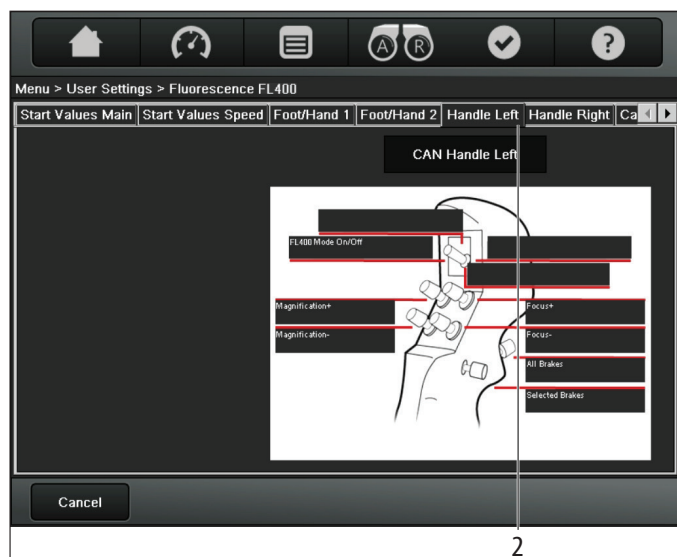 A R ?
Menu > User Settings > Fluorescence FL400
Start Values Main Start Values Speed Foot/Hand 1 Foot/Hand 2 Handle Left Handle Right Ca
CAN Handle Left
FL400 Mode On/Off
Magnification+ Focus+
Magnification- Focus-
All Brakes
Selected Brakes
Cancel
2